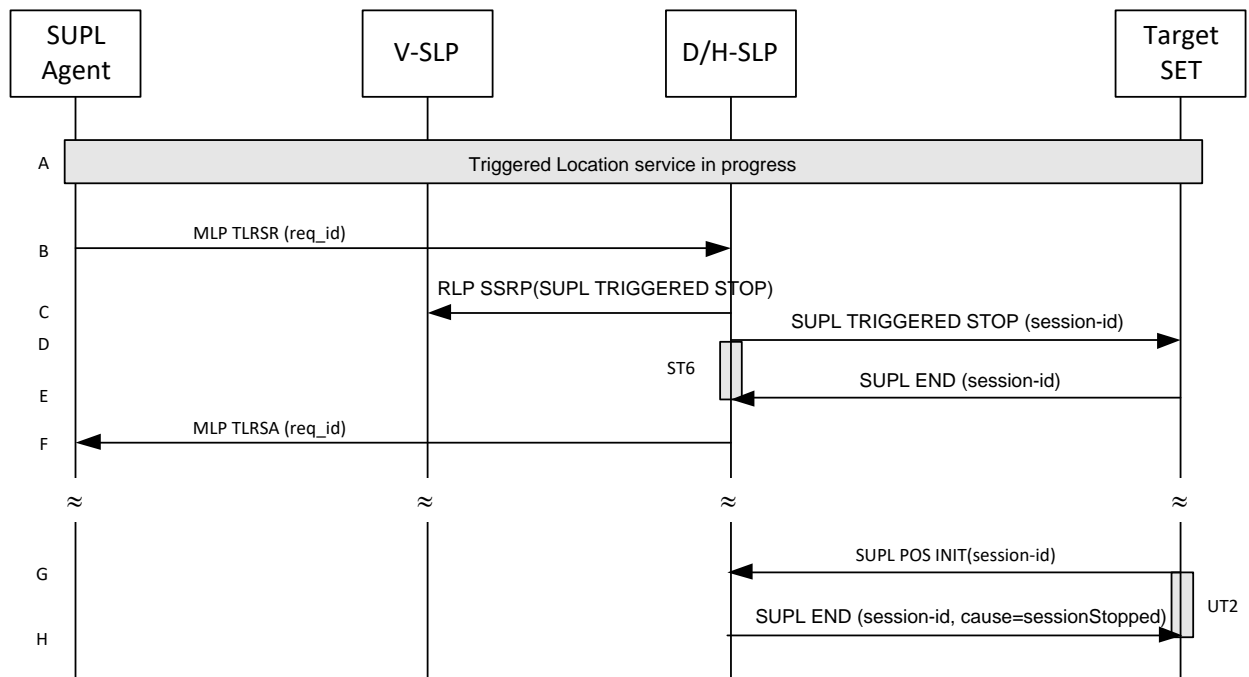 SUPL
Agent
V-SLP
D/H-SLP
Target
SET
A
Triggered Location service in progress
MLP TLRSR (req_id)
B
RLP SSRP(SUPL TRIGGERED STOP)
C
SUPL TRIGGERED STOP (session-id)
D
ST6
SUPL END (session-id)
E
MLP TLRSA (req_id)
F
≈ ≈ ≈ ≈
SUPL POS INIT(session-id)
G
UT2
SUPL END (session-id, cause=sessionStopped)
H